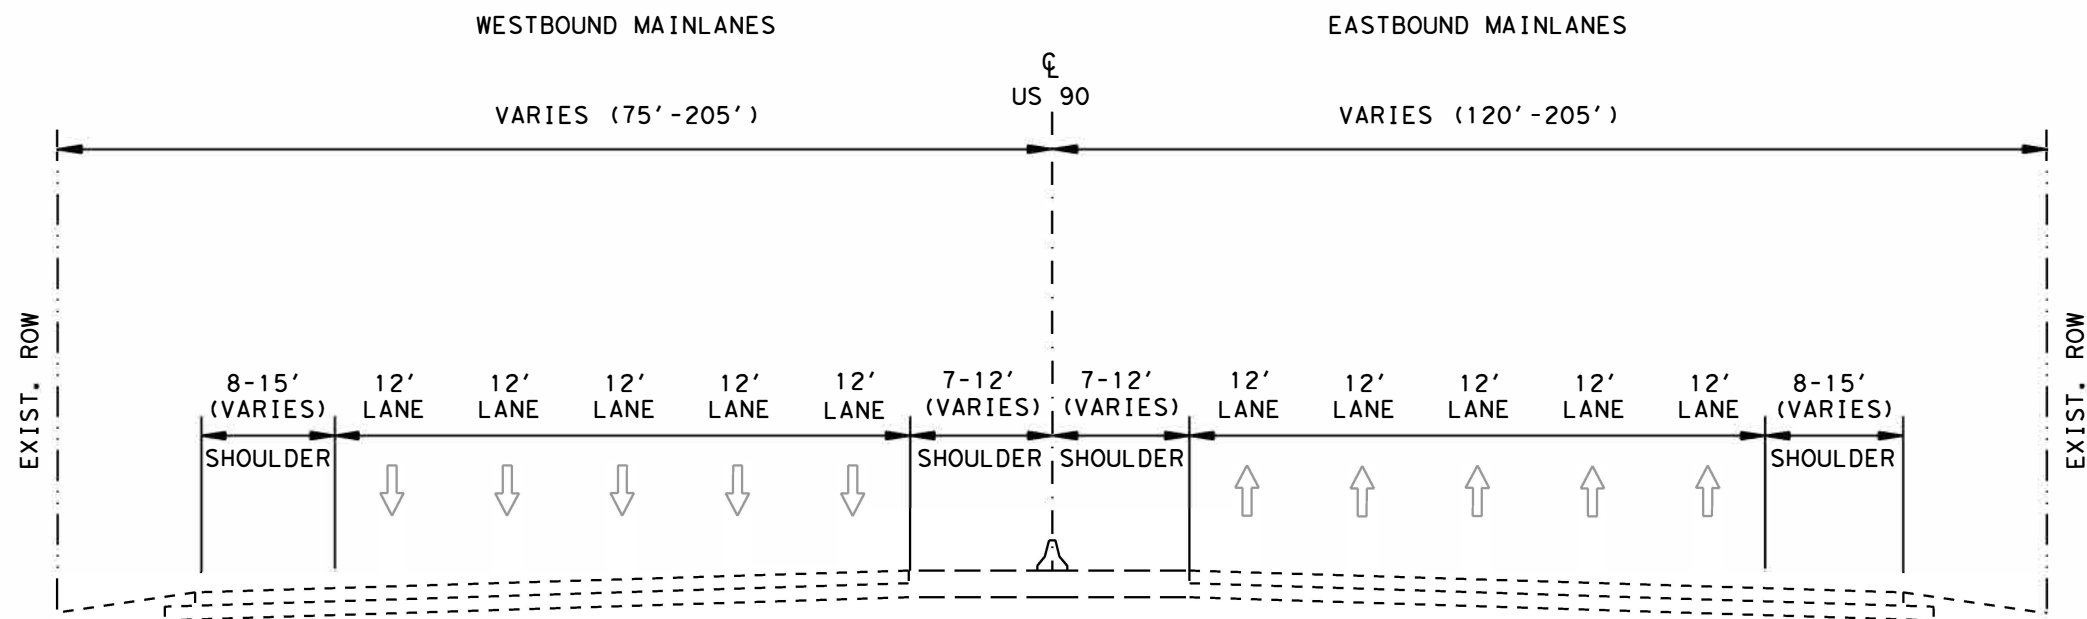 WESTBOUND MAINLANES
EASTBOUND MAINLANES
℄
US 90
VARIES (75'-205')
VARIES (120'-205')
EXIST. ROW
8-15'
(VARIES)
SHOULDER
12'
LANE
12'
LANE
12'
LANE
12'
LANE
12'
LANE
7-12'
(VARIES)
SHOULDER
7-12'
(VARIES)
SHOULDER
12'
LANE
12'
LANE
12'
LANE
12'
LANE
12'
LANE
8-15'
(VARIES)
SHOULDER
EXIST. ROW